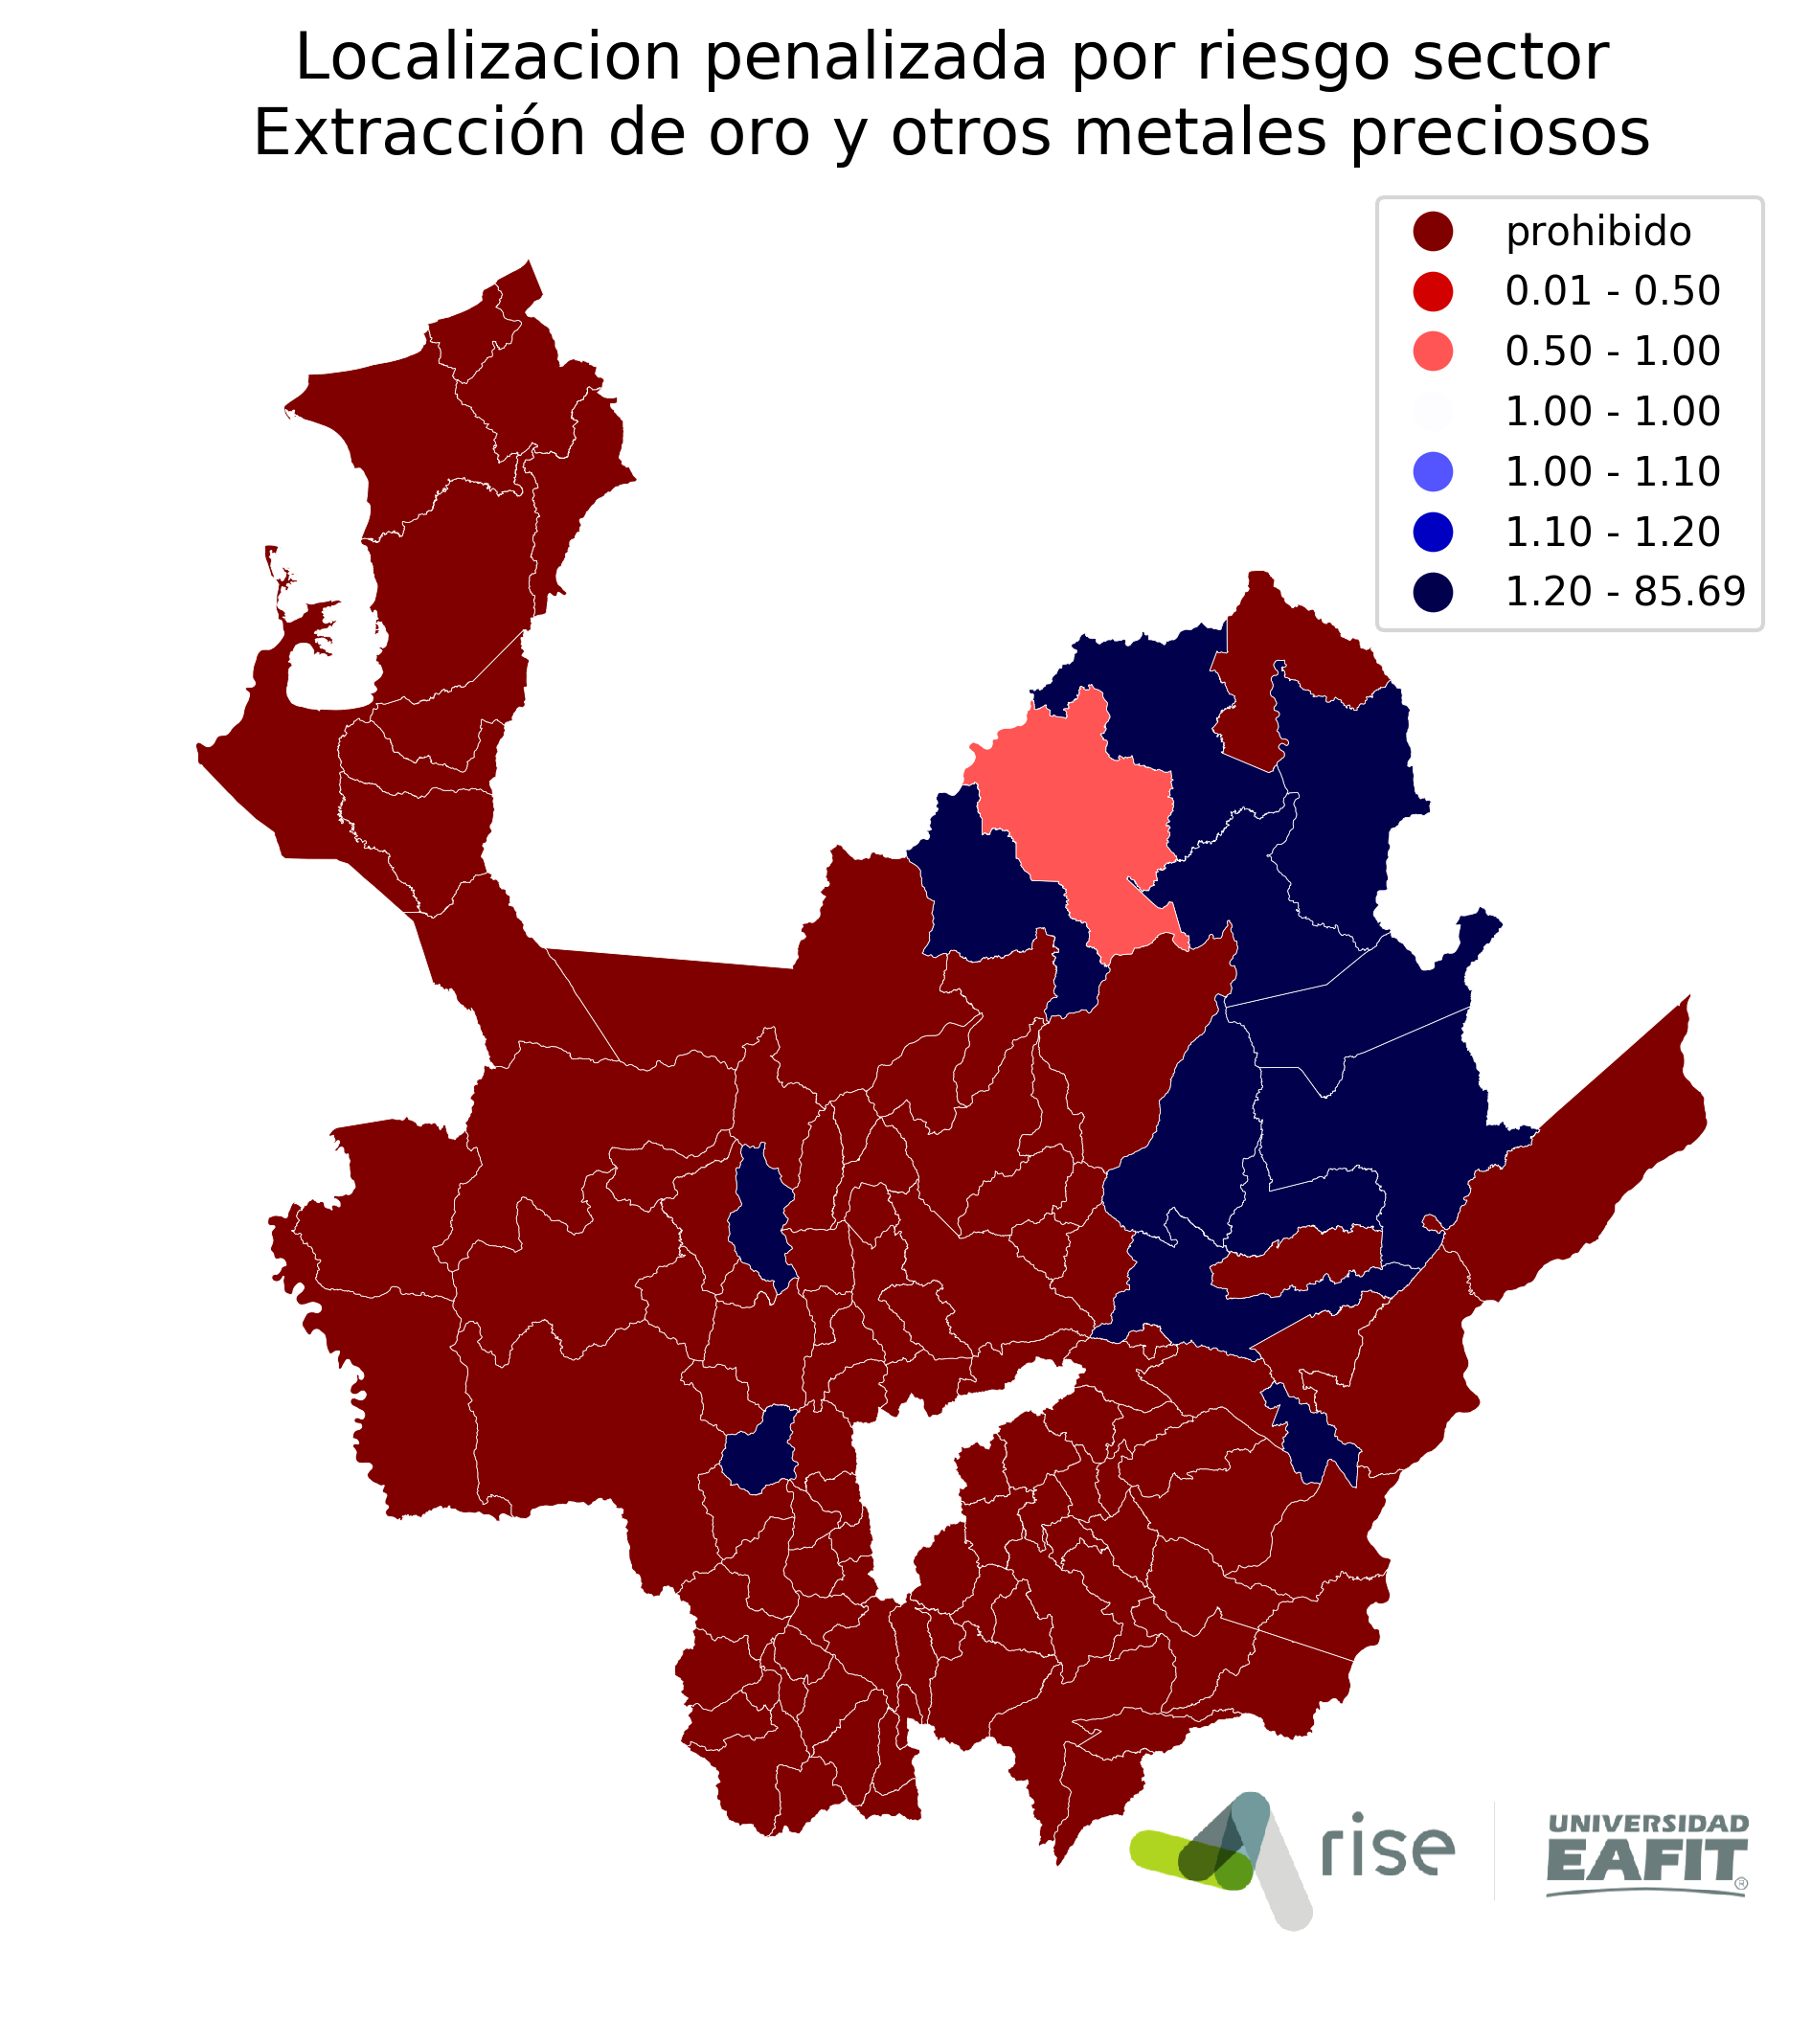 Localizacion penalizada por riesgo sector
Extracción de oro y otros metales preciosos
prohibido
0.01 - 0.50
0.50 - 1.00
1.00 - 1.00
1.00 - 1.10
1.10 - 1.20
1.20 - 85.69
rise
UNIVERSIDAD
EAFIT®